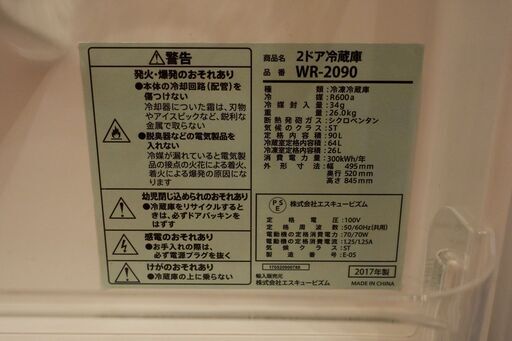 ⚠警告
発火・爆発のおそれあり
●本体の冷却回路(配管)を傷つけない
冷却器についた霜は、刃物やアイスピックなど、鋭利な金属で取らない
●脱臭器などの電気製品を入れない
冷媒が漏れていると電気製品の接点の火花による着火、着火による爆発の原因になります
幼児閉じ込められのおそれあり
●冷蔵庫をリサイクルするときは、必ずドアパッキンをはずす
感電のおそれあり
●お手入れの際は、必ず電源プラグを抜く
けがのおそれあり
●冷蔵庫の上に乗らない
商品名 2ドア冷蔵庫
品番 WR-2090
種類:冷凍冷蔵庫
冷媒:R600a
冷媒封入量:34g
重量:26.0kg
断熱発砲ガス:シクロペンタン
気候のクラス:ST
定格内容積:90L
冷蔵室定格内容積:64L
冷凍室定格内容積:26L
消費電力量:300kWh/年
外形寸法:幅 495mm
奥行 520mm
高さ 845mm
PSE 株式会社エスキュービズム
定格電圧:100V
定格周波数:50/60Hz(共用)
電動機の定格消費電力:70/70W
電動機の定格消費電流:1.25/1.25A
気候クラス:ST
製造番号:E-05
170520900788
輸入販売元
株式会社エスキュービズム
2017年製
MADE IN CHINA